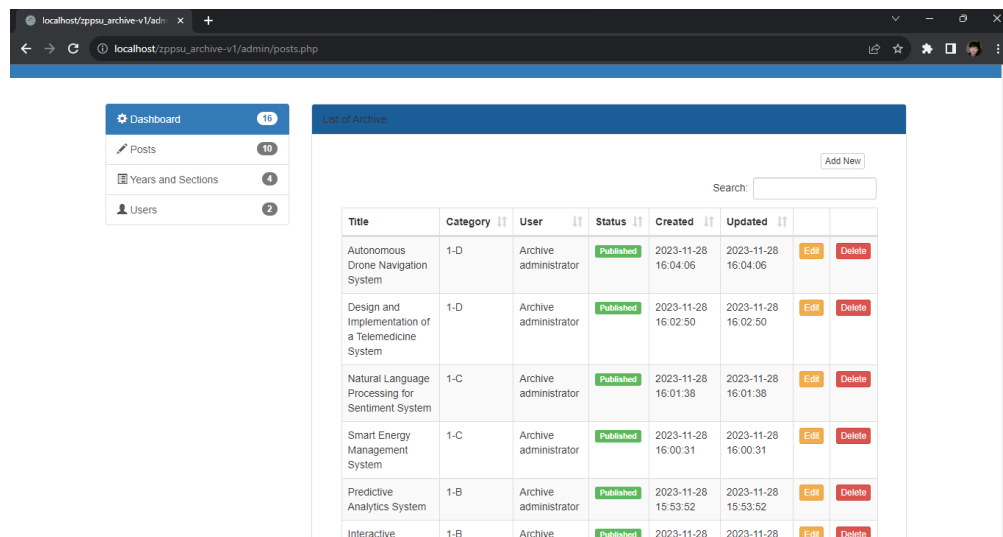 localhost/zppsu_archive-v1/adm
localhost/zppsu_archive-v1/admin/posts.php
Dashboard 16
Posts 10
Years and Sections 4
Users 2
List of Archive
Add New
Search:
Title Category User Status Created Updated
Autonomous Drone Navigation System 1-D Archive administrator Published 2023-11-28 16:04:06 2023-11-28 16:04:06 Edit Delete
Design and Implementation of a Telemedicine System 1-D Archive administrator Published 2023-11-28 16:02:50 2023-11-28 16:02:50 Edit Delete
Natural Language Processing for Sentiment System 1-C Archive administrator Published 2023-11-28 16:01:38 2023-11-28 16:01:38 Edit Delete
Smart Energy Management System 1-C Archive administrator Published 2023-11-28 16:00:31 2023-11-28 16:00:31 Edit Delete
Predictive Analytics System 1-B Archive administrator Published 2023-11-28 15:53:52 2023-11-28 15:53:52 Edit Delete
Interactive 1-B Archive Published 2023-11-28 2023-11-28 Edit Delete